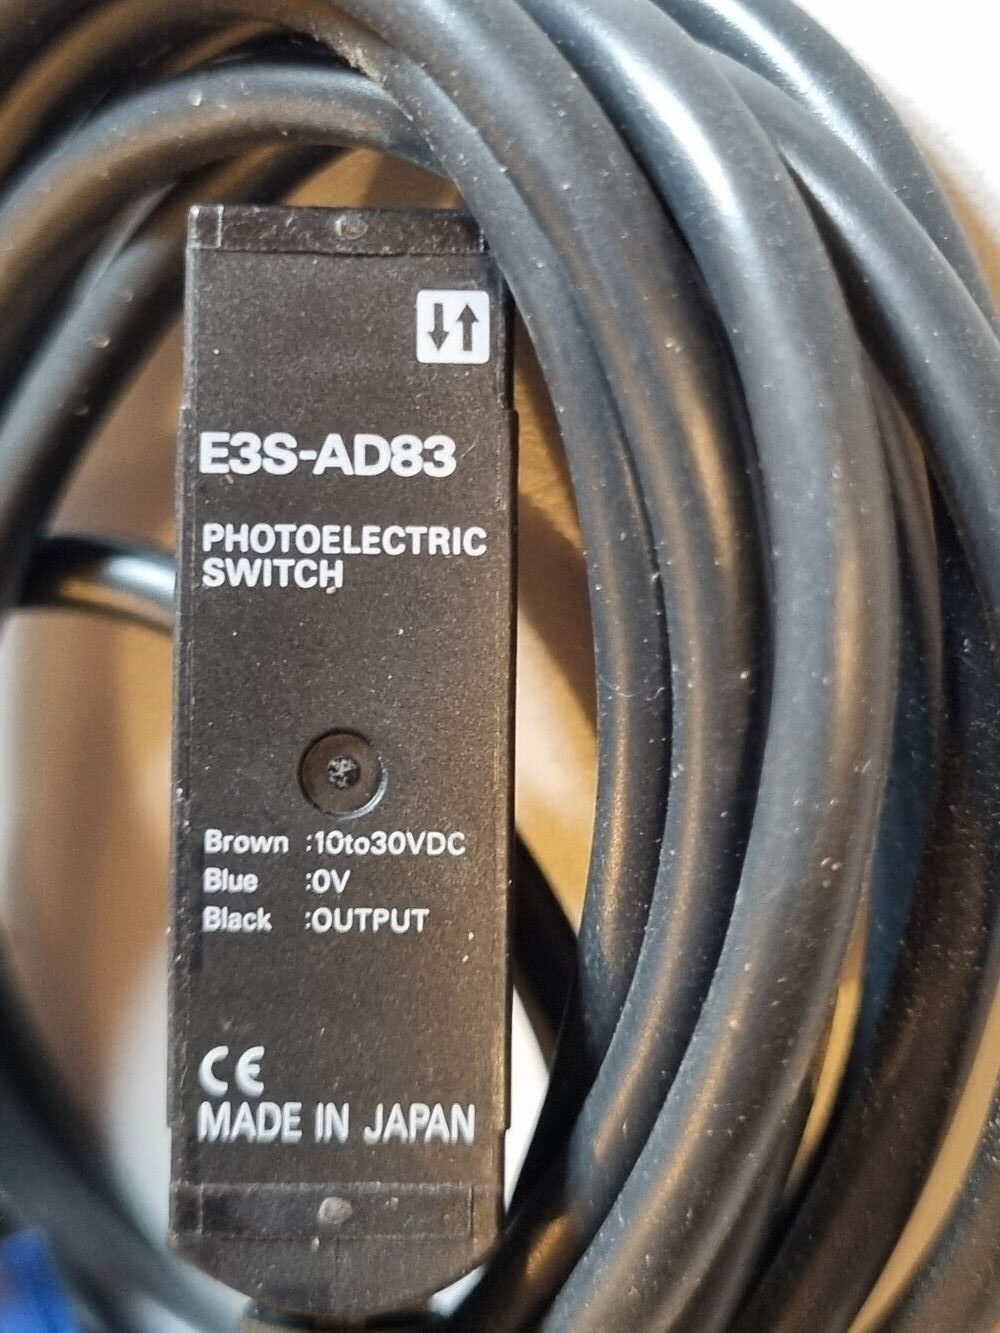 E3S-AD83
PHOTOELECTRIC
SWITCH
Brown :10to30VDC
Blue :0V
Black :OUTPUT
CE
MADE IN JAPAN